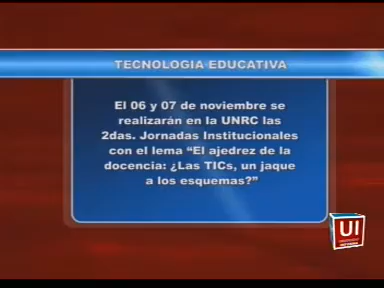 TECNOLOGIA EDUCATIVA
El 06 y 07 de noviembre se
realizarán en la UNRC las
2das. Jornadas Institucionales
con el lema “El ajedrez de la
docencia: ¿Las TICs, un jaque
a los esquemas?”
UI